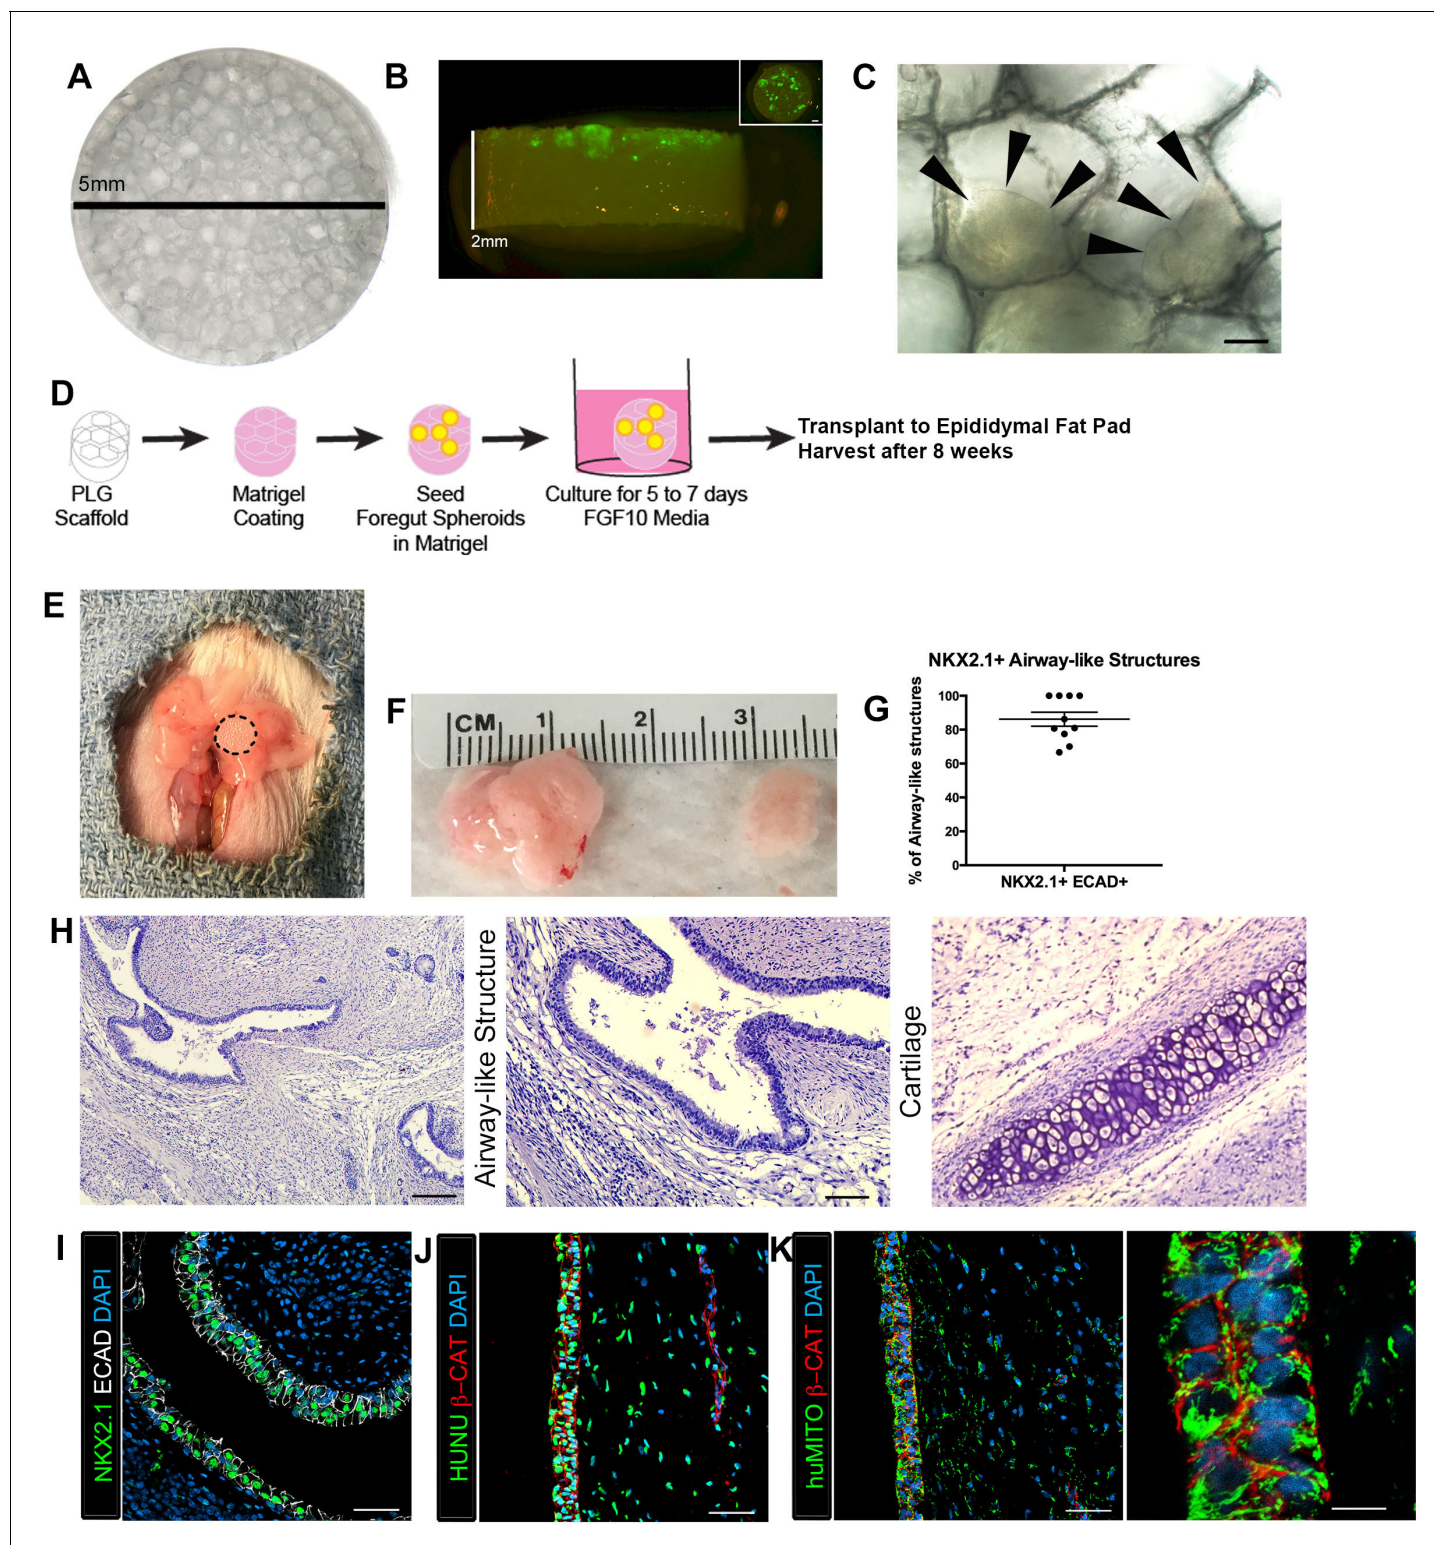 A
5mm
B
2mm
C
D
PLG
Scaffold
Matrigel
Coating
Seed
Foregut Spheroids
in Matrigel
Culture for 5 to 7 days
FGF10 Media
Transplant to Epididymal Fat Pad
Harvest after 8 weeks
E
F
CM 1 2 3
G
NKX2.1+ Airway-like Structures
% of Airway-like structures
100
80
60
40
20
0
NKX2.1+ ECAD+
H
Airway-like Structure
Cartilage
I
NKX2.1 ECAD DAPI
J
HUNU β-CAT DAPI
K
huMITO β-CAT DAPI